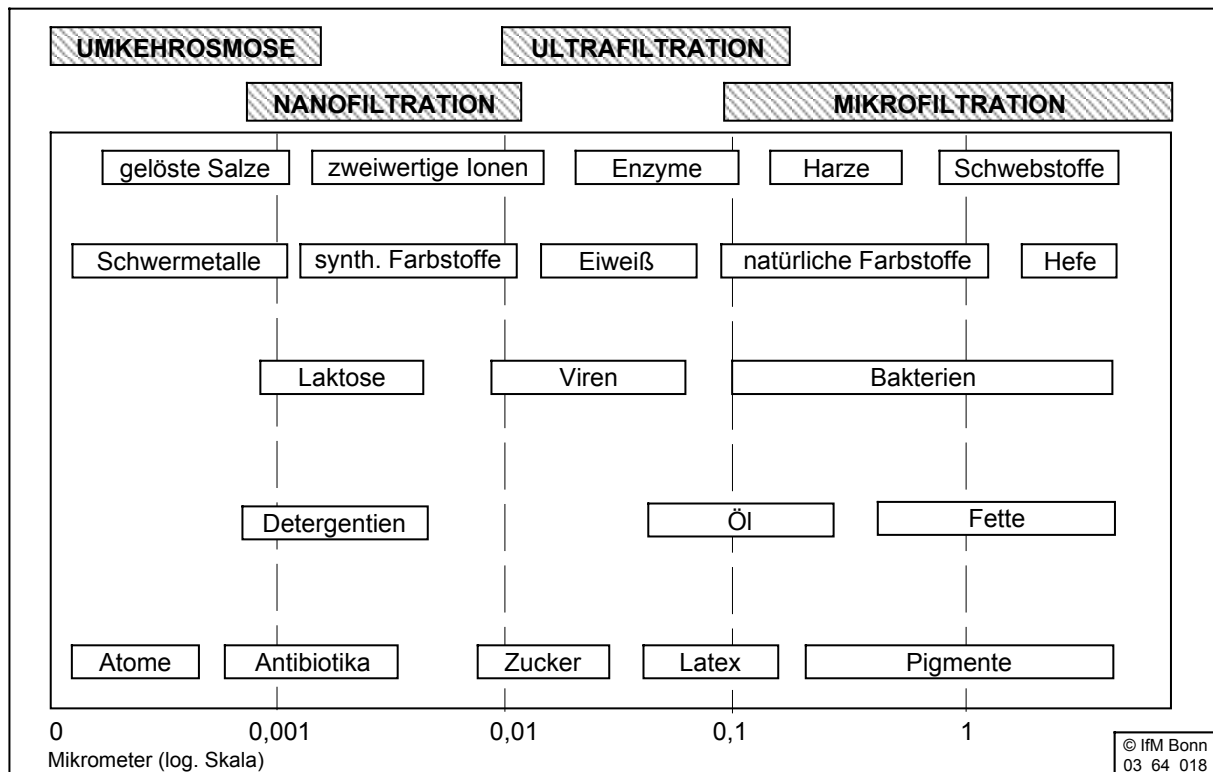 UMKEHROSMOSE
ULTRAFILTRATION
NANOFILTRATION
MIKROFILTRATION
gelöste Salze
zweiwertige Ionen
Enzyme
Harze
Schwebstoffe
Schwermetalle
synth. Farbstoffe
Eiweiß
natürliche Farbstoffe
Hefe
Laktose
Viren
Bakterien
Detergentien
Öl
Fette
Atome
Antibiotika
Zucker
Latex
Pigmente
0
0,001
0,01
0,1
1
Mikrometer (log. Skala)
© IfM Bonn
03 64 018